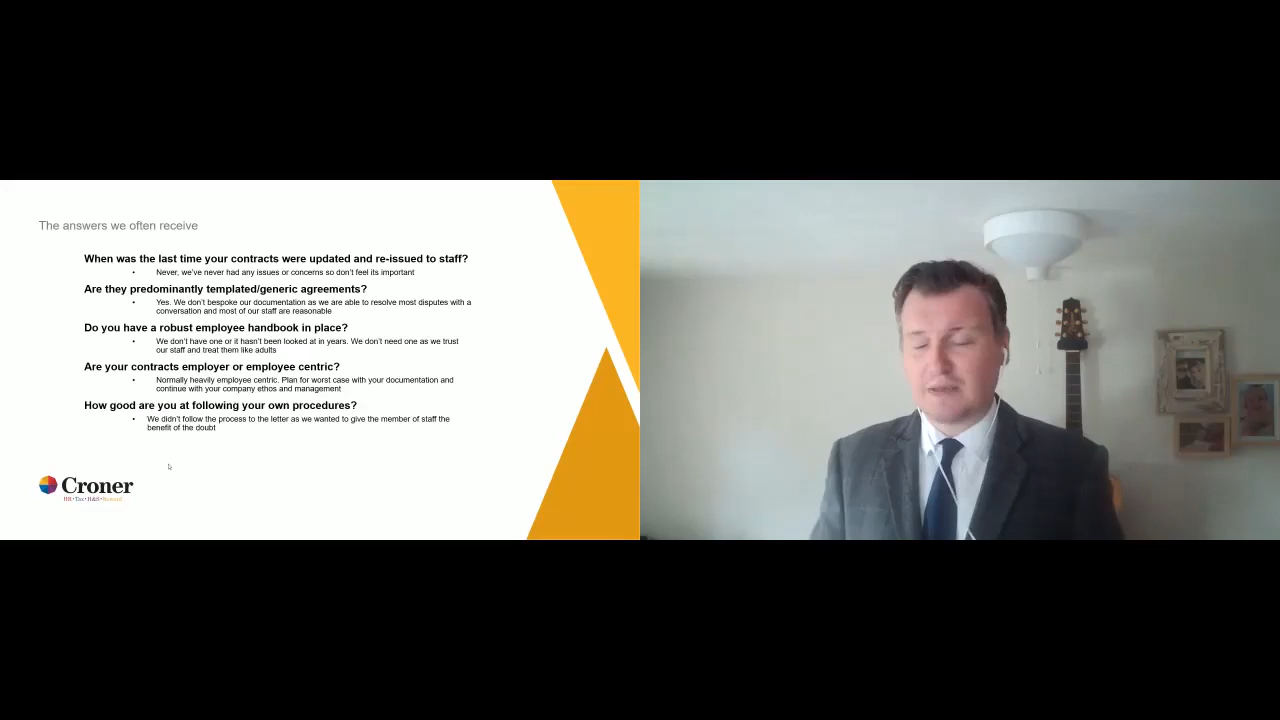 The answers we often receive
When was the last time your contracts were updated and re-issued to staff?
• Never, we've never had any issues or concerns so don't feel its important
Are they predominantly templated/generic agreements?
• Yes. We don't bespoke our documentation as we are able to resolve most disputes with a
conversation and most of our staff are reasonable
Do you have a robust employee handbook in place?
• We don't have one or it hasn't been looked at in years. We don't need one as we trust
our staff and treat them like adults
Are your contracts employer or employee centric?
• Normally heavily employee centric. Plan for worst case with your documentation and
continue with your company ethos and management
How good are you at following your own procedures?
• We didn't follow the process to the letter as we wanted to give the member of staff the
benefit of the doubt
Croner
HR • Tax • H&S • Reward